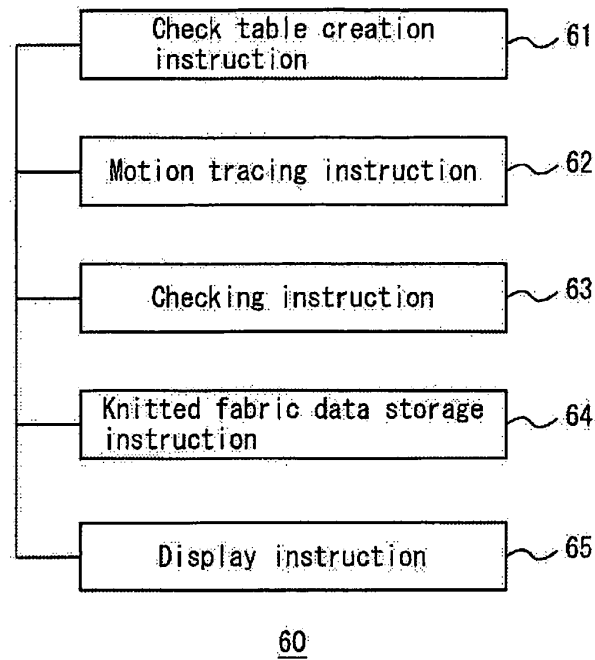 Check table creation
instruction
61
Motion tracing instruction
62
Checking instruction
63
Knitted fabric data storage
instruction
64
Display instruction
65
60